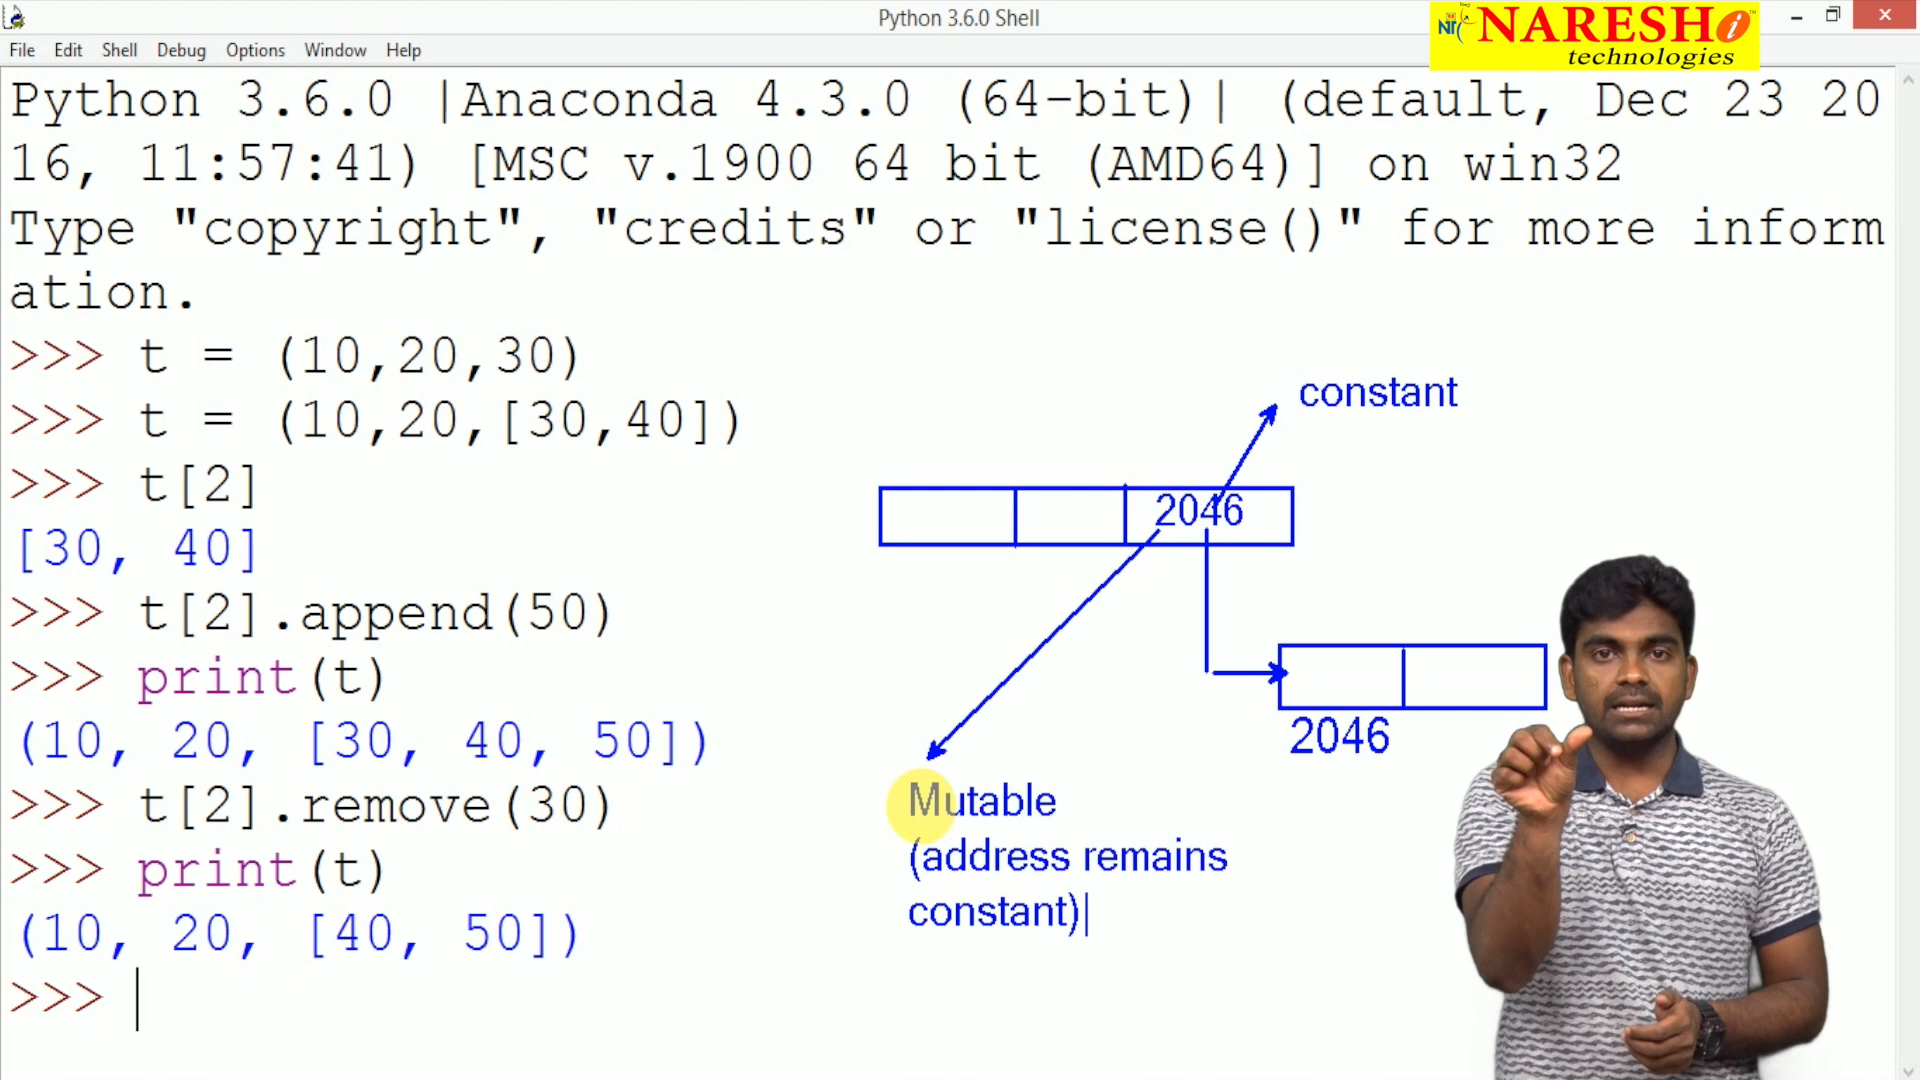 Python 3.6.0 Shell
NARESH i
technologies
File Edit Shell Debug Options Window Help
Python 3.6.0 |Anaconda 4.3.0 (64-bit)| (default, Dec 23 20
16, 11:57:41) [MSC v.1900 64 bit (AMD64)] on win32
Type "copyright", "credits" or "license()" for more inform
ation.
>>> t = (10,20,30)
>>> t = (10,20,[30,40])
>>> t[2]
[30, 40]
>>> t[2].append(50)
>>> print(t)
(10, 20, [30, 40, 50])
>>> t[2].remove(30)
>>> print(t)
(10, 20, [40, 50])
>>>
constant
2046
2046
Mutable
(address remains
constant)